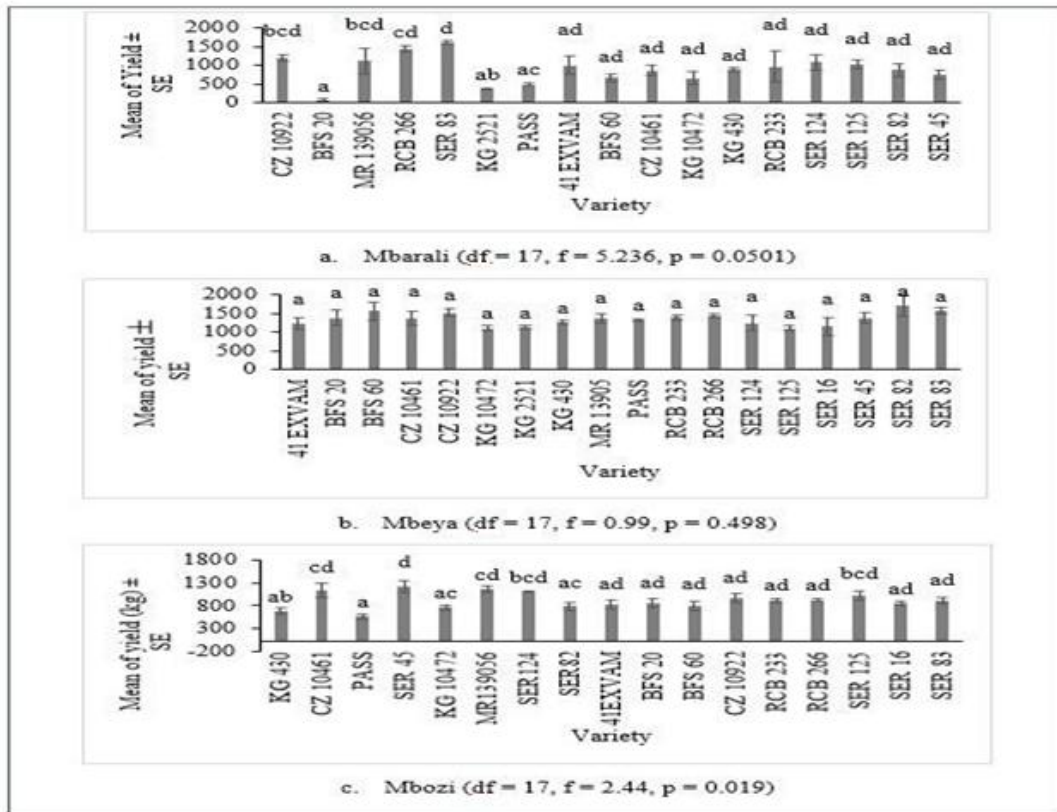 Mean of Yield ±
SE
2000
1500
1000
500
0
bcd a bcd cd d ab ac ad ad ad ad ad ad ad ad ad ad
CZ 10922
BFS 20
MR 139056
RCB 266
SER 83
KG 2521
PASS
41 EXVAM
BFS 60
CZ 10461
KG 10472
KG 430
RCB 233
SER 124
SER 125
SER 82
SER 45
Variety
a. Mbarali (df = 17, f = 5.236, p = 0.0501)
Mean of yield ±
SE
2000
1500
1000
500
0
a a a a a a a a a a a a a a a a a a
41 EXVAM
BFS 20
BFS 60
CZ 10461
CZ 10922
KG 10472
KG 2521
KG 430
MR 13905
PASS
RCB 233
RCB 266
SER 124
SER 125
SER 16
SER 45
SER 82
SER 83
Variety
b. Mbeya (df = 17, f = 0.99, p = 0.498)
Mean of yield (kg) ±
SE
1800
1300
800
300
-200
ab cd a d ac cd bcd ac ad ad ad ad ad ad bcd ad ad
KG 430
CZ 10461
PASS
SER 45
KG 10472
MR139056
SER124
SER82
41EXVAM
BFS 20
BFS 60
CZ 10922
RCB 233
RCB 266
SER 125
SER 16
SER 83
Variety
c. Mbozi (df = 17, f = 2.44, p = 0.019)